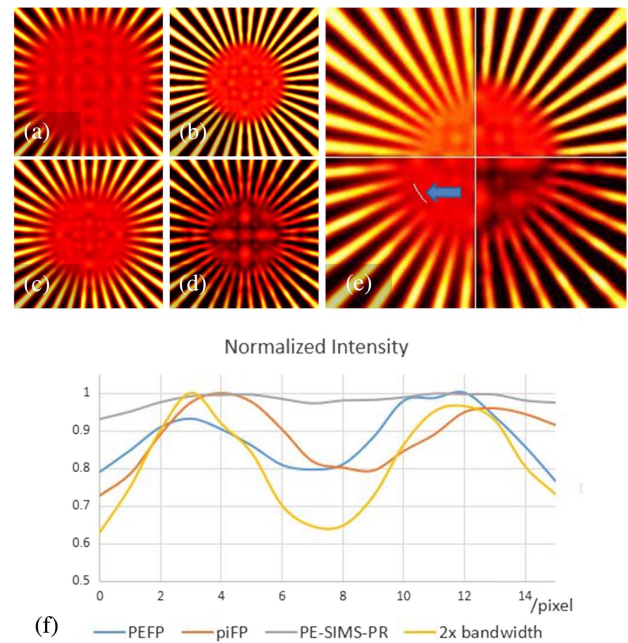 (a)
(b)
(c)
(d)
(e)
Normalized Intensity
1
0.9
0.8
0.7
0.6
0.5
0 2 4 6 8 10 12 14 /pixel
(f)
PEFP piFP PE-SIMS-PR 2x bandwidth